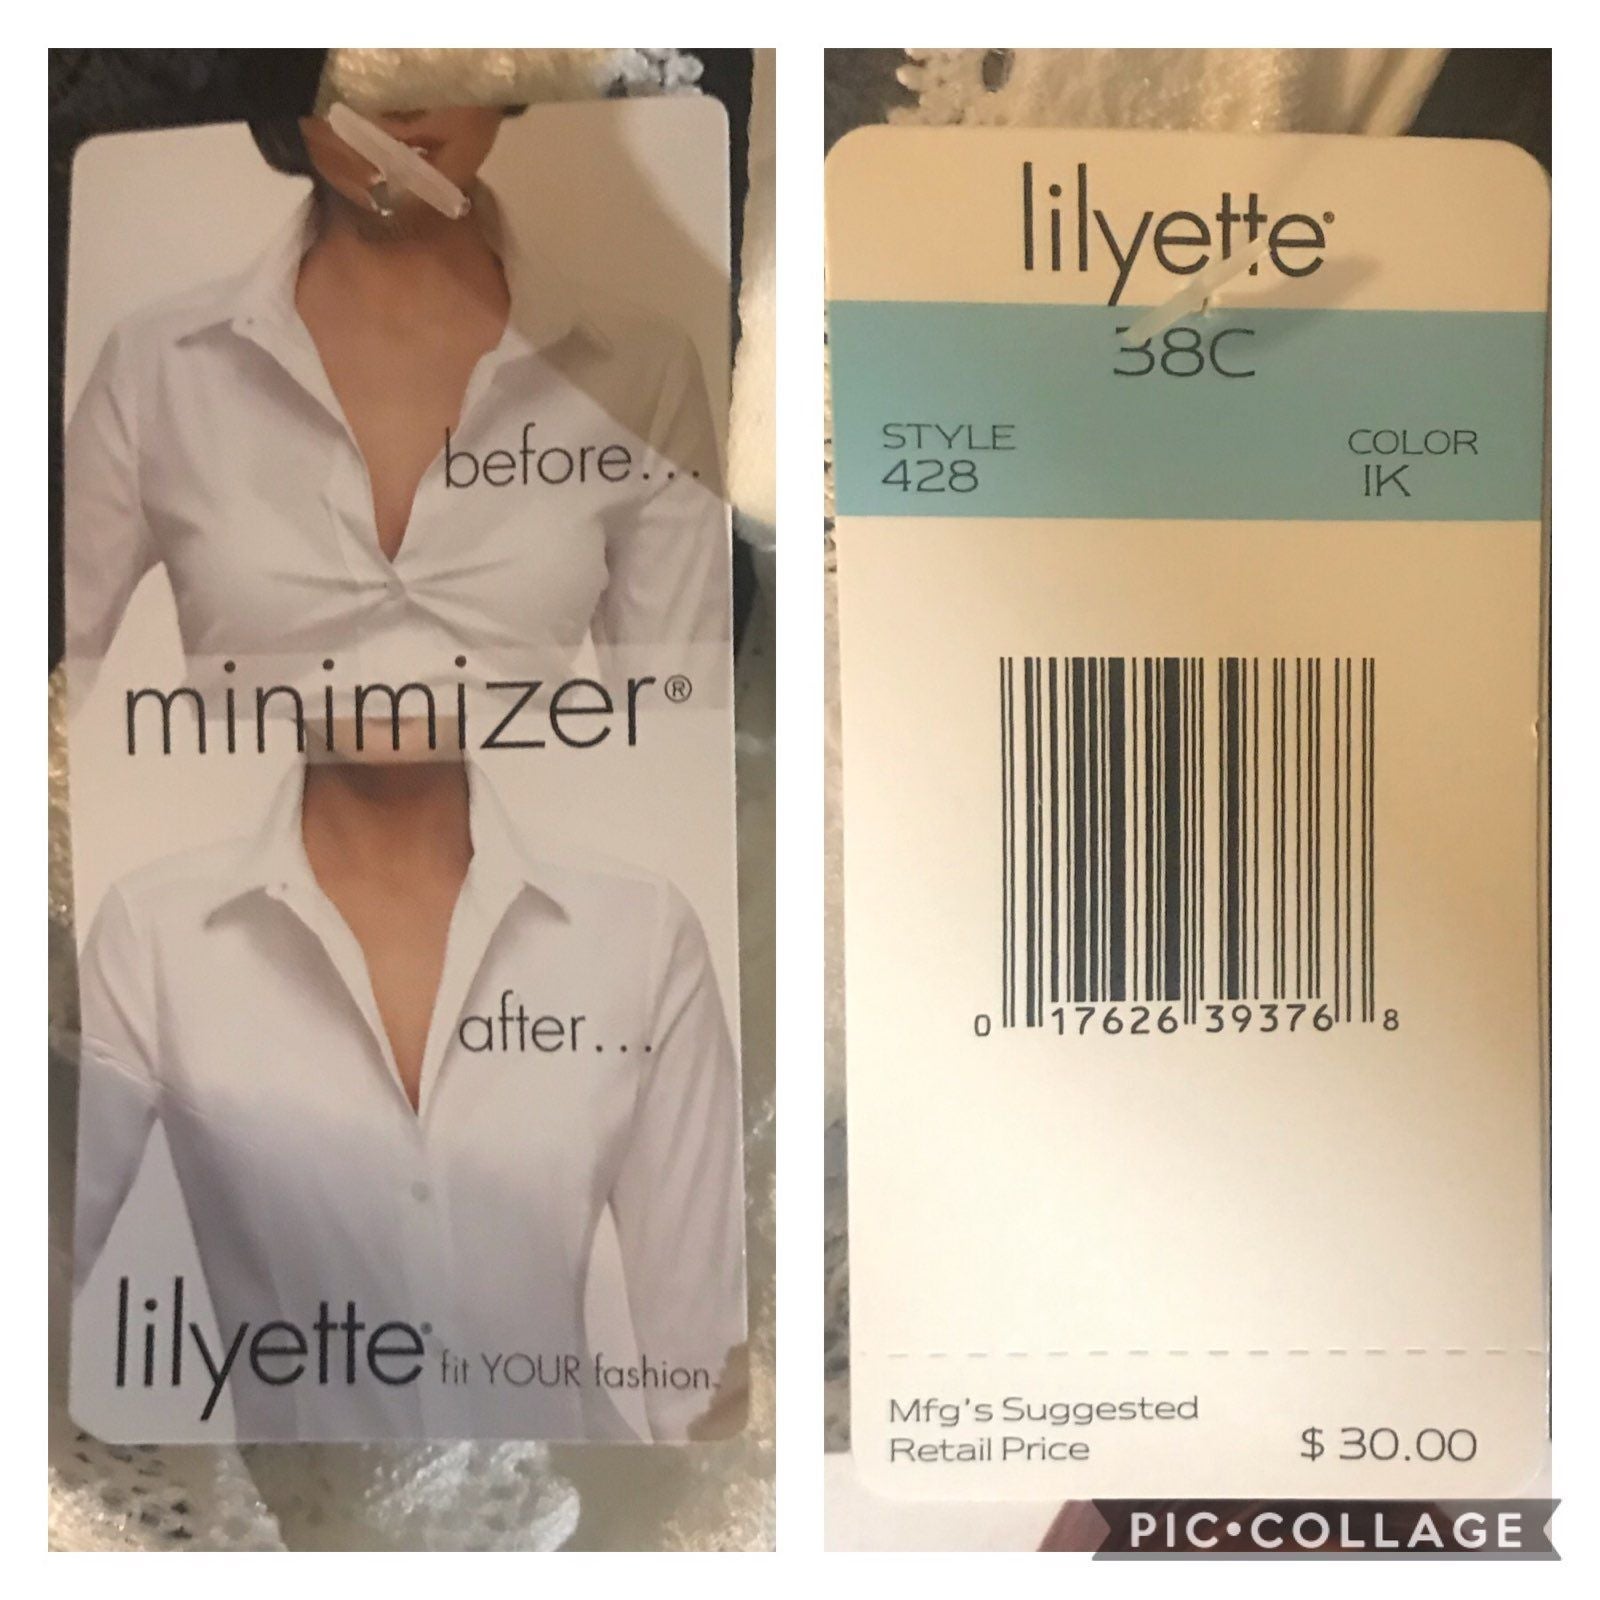 before...
minimizer®
after...
lilyette® fit YOUR fashion™
lilyette®
38C
STYLE
428
COLOR
IK
0 17626 39376 8
Mfg's Suggested
Retail Price
$ 30.00
PIC•COLLAGE